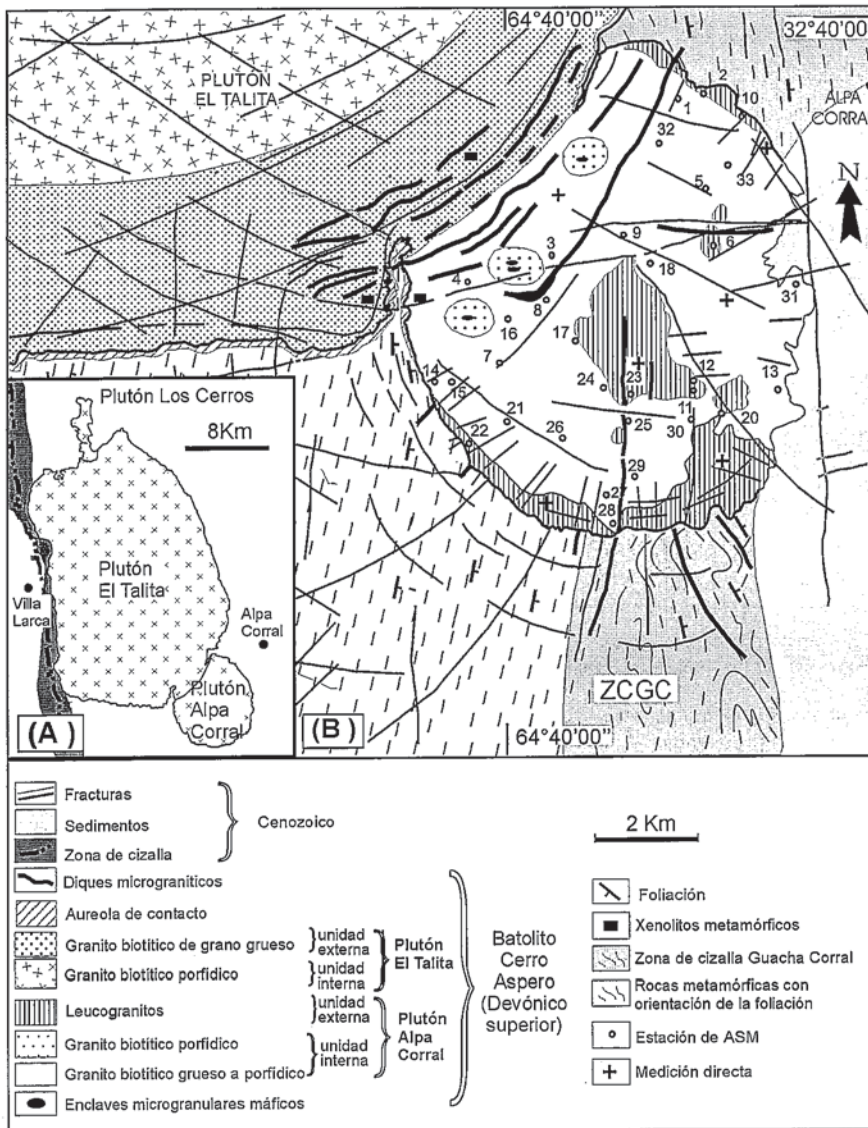 64°40'00"
32°40'00"
PLUTÓN
EL TALITA
ALPA
CORRA
N
1
2
10
32
5
33
3
9
6
4
18
31
8
16
17
7
14
15
24
23
12
13
21
26
25
11
20
22
30
29
27
28
Plutón Los Cerros
8Km
Plutón
El Talita
Villa
Larca
Alpa
Corral
Plutón
Alpa
Corral
(A)
(B)
64°40'00"
ZCGC
Fracturas
Sedimentos
Zona de cizalla
Cenozoico
Diques microgranіticos
Aureola de contacto
Granito biotítico de grano grueso
unidad
externa
Granito biotítico porfídico
unidad
interna
Plutón
El Talita
Leucogranitos
unidad
externa
Granito biotítico porfídico
Granito biotítico grueso a porfídico
unidad
interna
Plutón
Alpa
Corral
Enclaves microgranulares máficos
Batolito
Cerro
Aspero
(Devónico
superior)
2 Km
Foliación
Xenolitos metamórficos
Zona de cizalla Guacha Corral
Rocas metamórficas con
orientación de la foliación
Estación de ASM
Medición directa